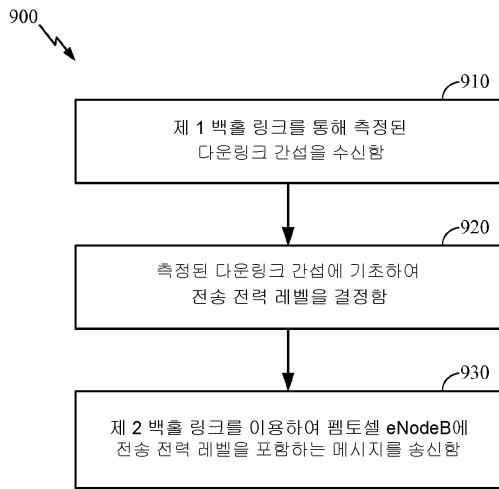 900
910
제 1 백홀 링크를 통해 측정된
다운링크 간섭을 수신함
920
측정된 다운링크 간섭에 기초하여
전송 전력 레벨을 결정함
930
제 2 백홀 링크를 이용하여 펨토셀 eNodeB에
전송 전력 레벨을 포함하는 메시지를 송신함